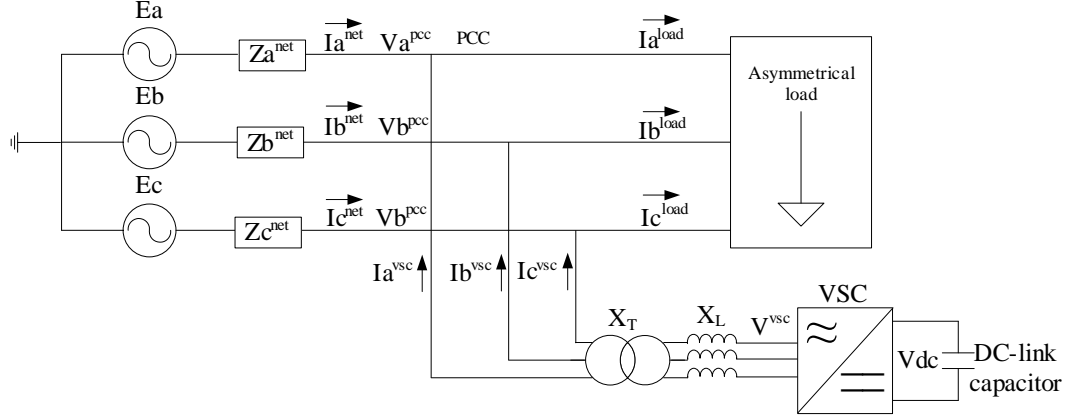 Ea
Za^net
Ia^net
Va^pcc
PCC
Ia^load
Asymmetrical
load
Eb
Zb^net
Ib^net
Vb^pcc
Ib^load
Ec
Zc^net
Ic^net
Vb^pcc
Ic^load
Ia^vsc
Ib^vsc
Ic^vsc
X_T
X_L
V^vsc
VSC
Vdc
DC-link
capacitor